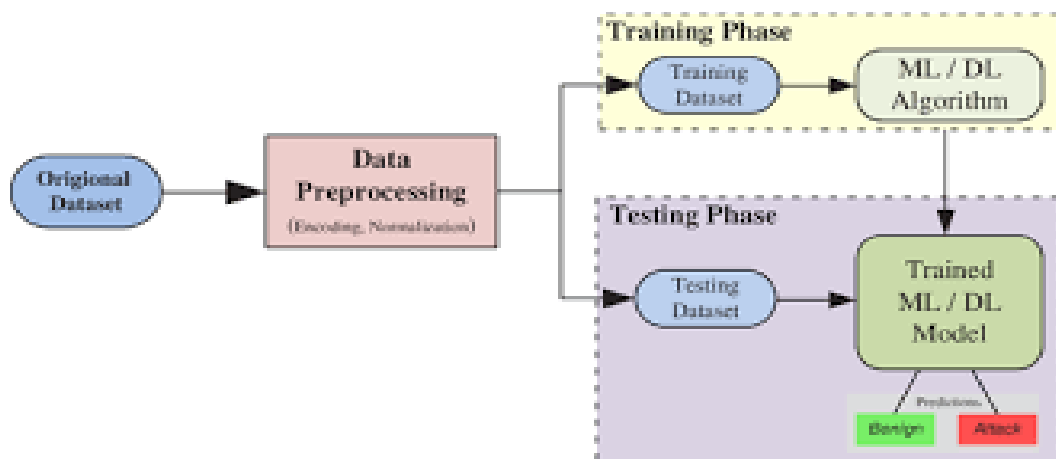 Training Phase
Training
Dataset
ML / DL
Algorithm
Origional
Dataset
Data
Preprocessing
(Encoding, Normalization)
Testing Phase
Testing
Dataset
Trained
ML / DL
Model
Predictions
Benign
Attack